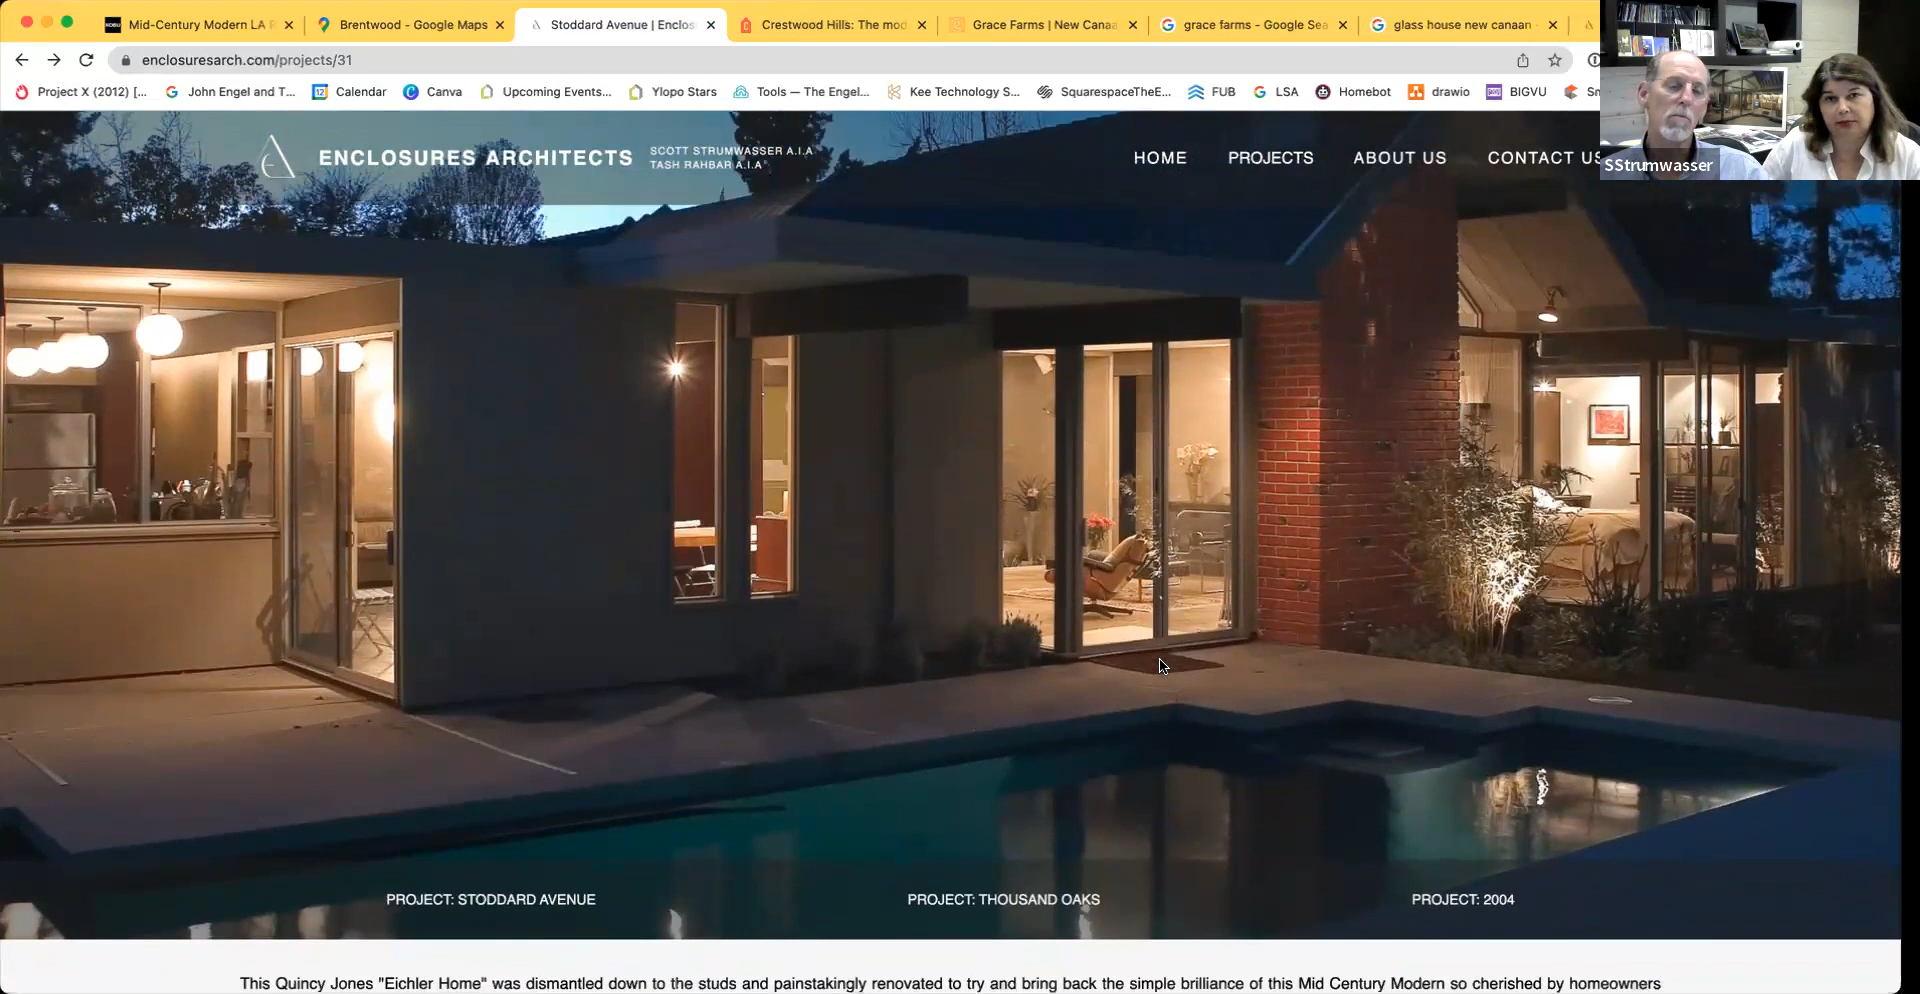 Mid-Century Modern LA R
Brentwood - Google Maps
Stoddard Avenue | Enclos
Crestwood Hills: The mod
Grace Farms | New Canaa
grace farms - Google Sea
glass house new canaan
enclosuresarch.com/projects/31
Project X (2012) [...
John Engel and T...
Calendar
Canva
Upcoming Events...
Ylopo Stars
Tools — The Engel...
Kee Technology S...
SquarespaceTheE...
FUB
LSA
Homebot
drawio
BIGVU
Sm
ENCLOSURES ARCHITECTS
SCOTT STRUMWASSER A.I.A
TASH RAHBAR A.I.A
HOME
PROJECTS
ABOUT US
CONTACT US
SStrumwasser
PROJECT: STODDARD AVENUE
PROJECT: THOUSAND OAKS
PROJECT: 2004
This Quincy Jones "Eichler Home" was dismantled down to the studs and painstakingly renovated to try and bring back the simple brilliance of this Mid Century Modern so cherished by homeowners